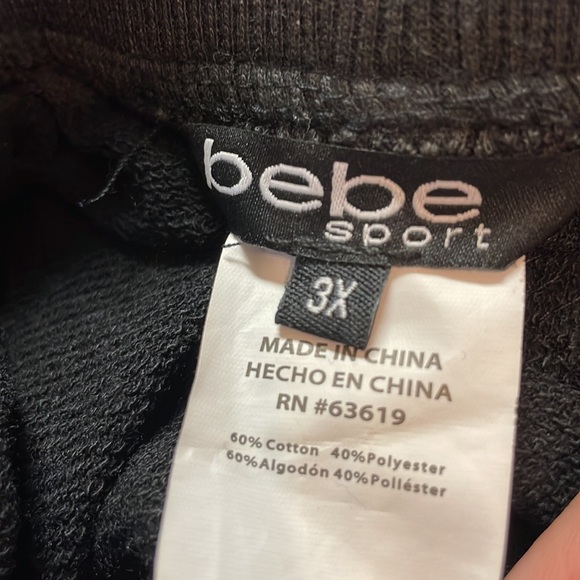 bebe
sport
3X
MADE IN CHINA
HECHO EN CHINA
RN #63619
60% Cotton 40%Polyester
60%Algodón 40%Poliéster